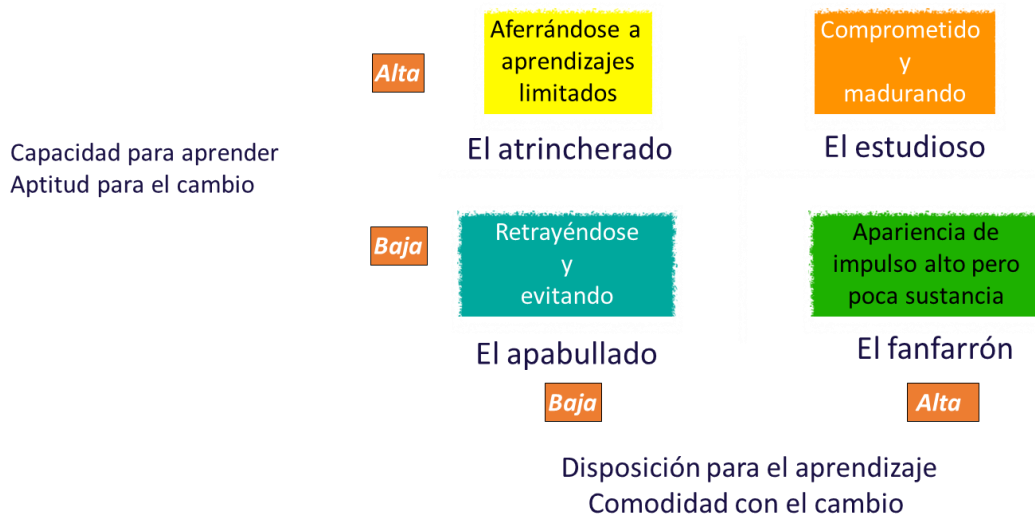 Aferrándose a
aprendizajes
limitados
Comprometido
y
madurando
Alta
El atrincherado
El estudioso
Capacidad para aprender
Aptitud para el cambio
Baja
Retrayéndose
y
evitando
Apariencia de
impulso alto pero
poca sustancia
El apabullado
El fanfarrón
Baja
Alta
Disposición para el aprendizaje
Comodidad con el cambio